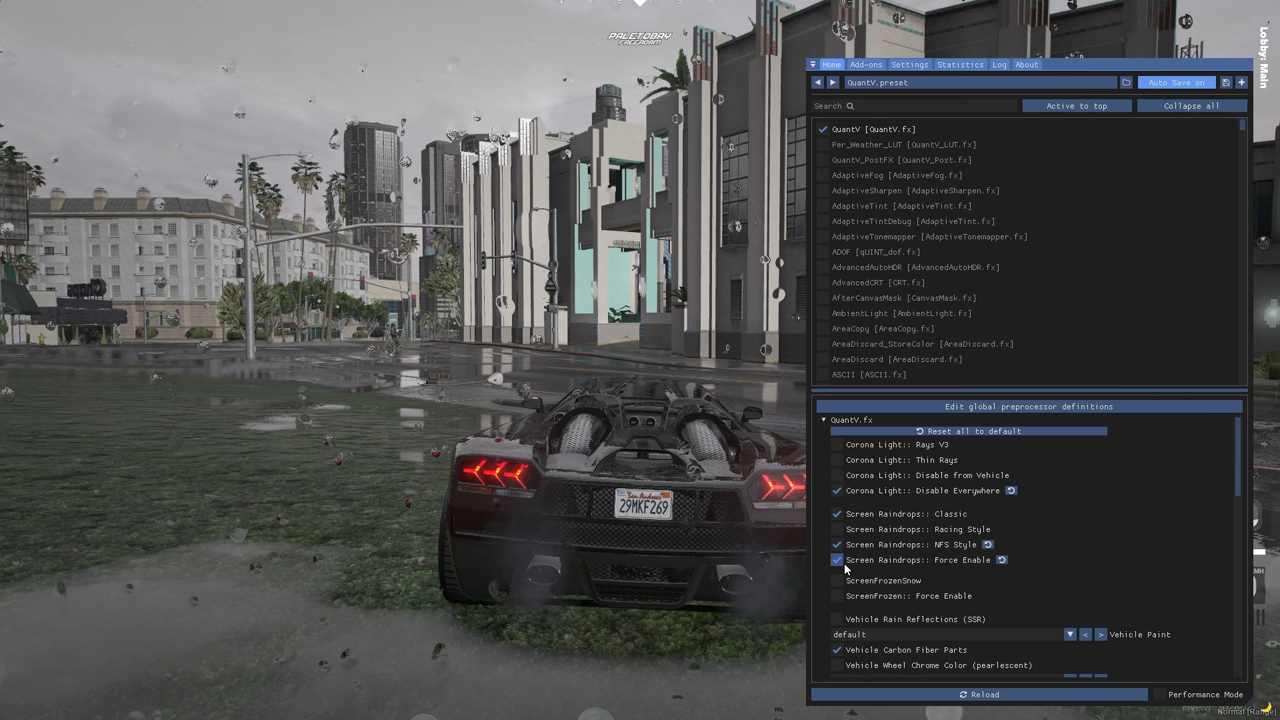 PALETOBAY
FREEROAM
Lobby: Main
Home Add-ons Settings Statistics Log About
QuantV.preset
Auto Save on
Search
Active to top
Collapse all
QuantV [QuantV.fx]
Per_Weather_LUT [QuantV_LUT.fx]
QuantV_PostFX [QuantV_Post.fx]
AdaptiveFog [AdaptiveFog.fx]
AdaptiveSharpen [AdaptiveSharpen.fx]
AdaptiveTint [AdaptiveTint.fx]
AdaptiveTintDebug [AdaptiveTint.fx]
AdaptiveTonemapper [AdaptiveTonemapper.fx]
ADOF [qUINT_dof.fx]
AdvancedAutoHDR [AdvancedAutoHDR.fx]
AdvancedCRT [CRT.fx]
AfterCanvasMask [CanvasMask.fx]
AmbientLight [AmbientLight.fx]
AreaCopy [AreaCopy.fx]
AreaDiscard_StoreColor [AreaDiscard.fx]
AreaDiscard [AreaDiscard.fx]
ASCII [ASCII.fx]
Edit global preprocessor definitions
QuantV.fx
Reset all to default
Corona Light:: Rays V3
Corona Light:: Thin Rays
Corona Light:: Disable from Vehicle
Corona Light:: Disable Everywhere
Screen Raindrops:: Classic
Screen Raindrops:: Racing Style
Screen Raindrops:: NFS Style
Screen Raindrops:: Force Enable
ScreenFrozenSnow
ScreenFrozen:: Force Enable
Vehicle Rain Reflections (SSR)
default < > Vehicle Paint
Vehicle Carbon Fiber Parts
Vehicle Wheel Chrome Color (pearlescent)
Reload
Performance Mode
Normal [Range]
San Andreas
29MKF269